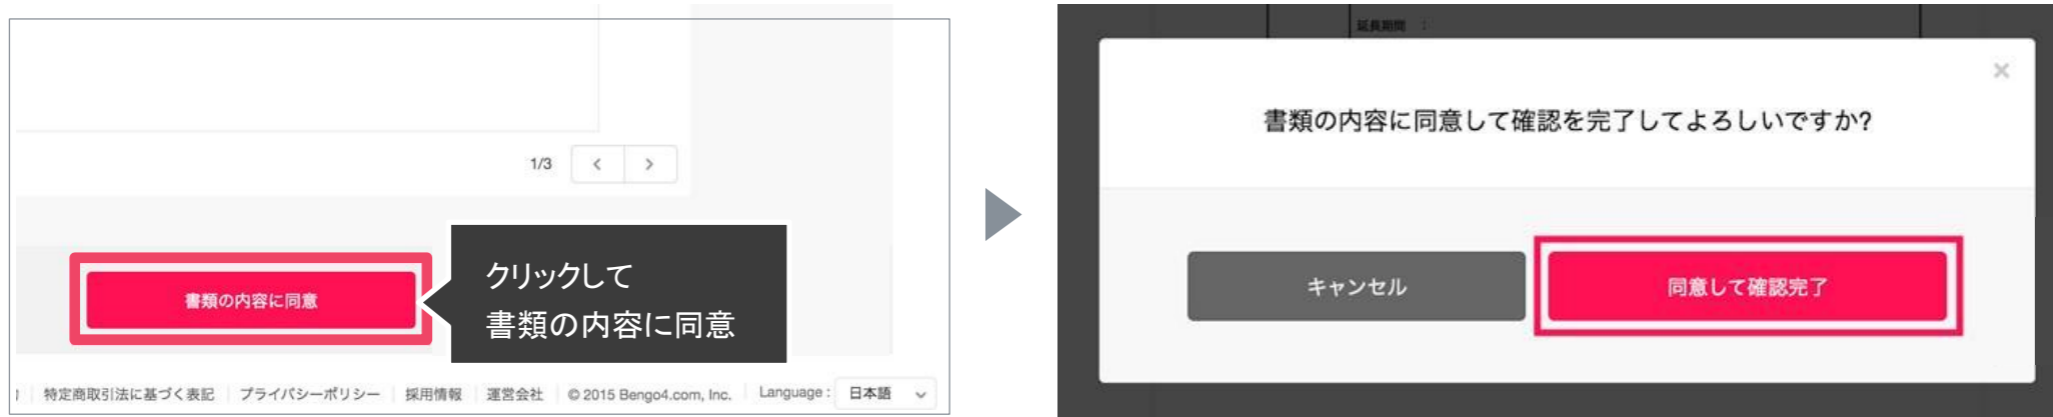 1/3
書類の内容に同意
クリックして
書類の内容に同意
特定商取引法に基づく表記 プライバシーポリシー 採用情報 運営会社 © 2015 Bengo4.com, Inc. Language : 日本語
延長期間 :
書類の内容に同意して確認を完了してよろしいですか?
キャンセル 同意して確認完了